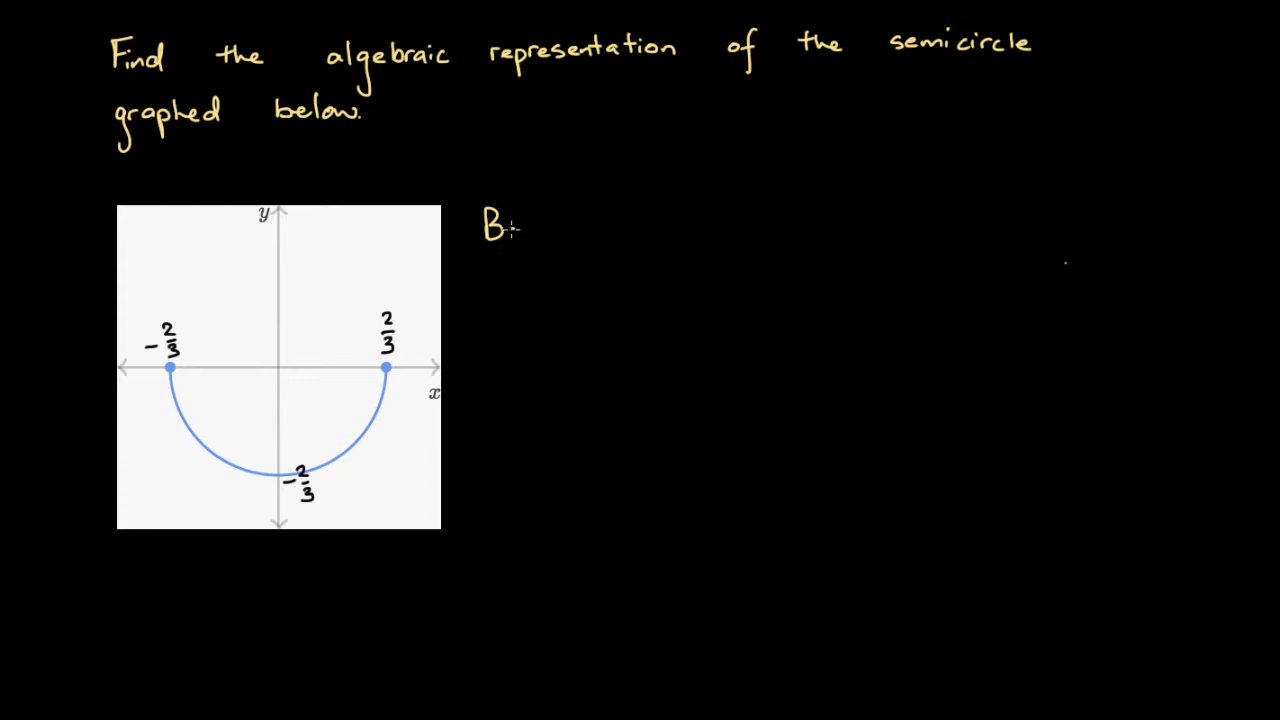 Find the algebraic representation of the semicircle
graphed below.
B
y
-2/3
2/3
x
-2/3